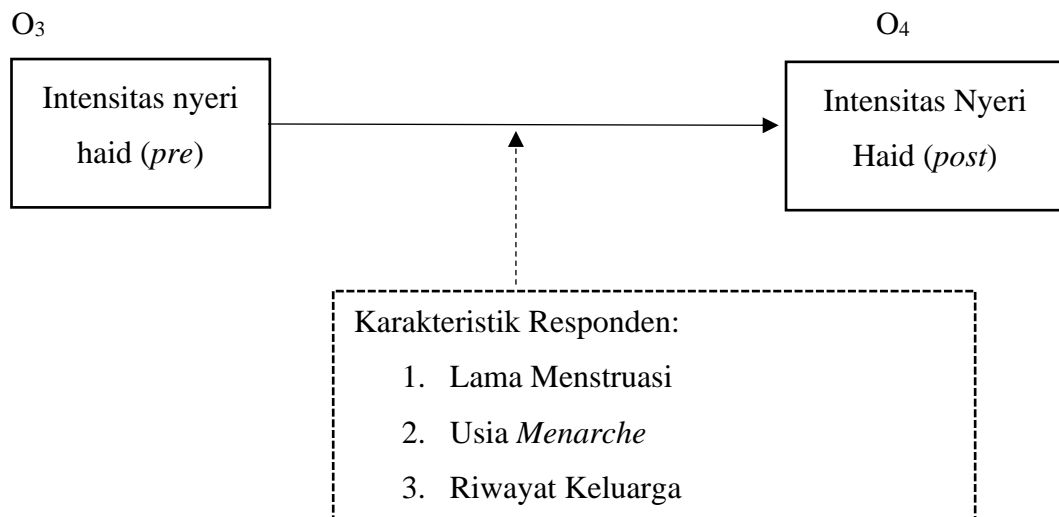 O₃
O₄
Intensitas nyeri
haid (pre)
Intensitas Nyeri
Haid (post)
Karakteristik Responden:
1. Lama Menstruasi
2. Usia Menarche
3. Riwayat Keluarga